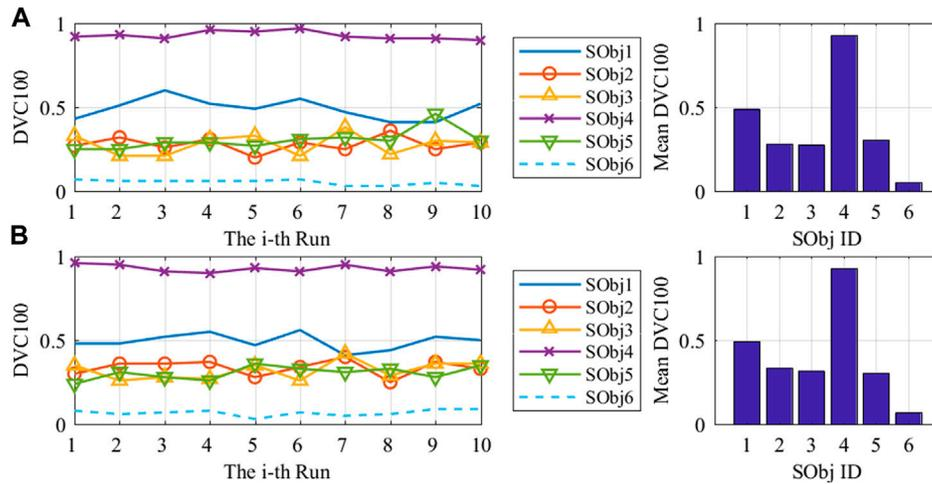 A
DVC100
1
0.5
0
1 2 3 4 5 6 7 8 9 10
The i-th Run
SObj1
SObj2
SObj3
SObj4
SObj5
SObj6
Mean DVC100
1
0.5
0
1 2 3 4 5 6
SObj ID
B
DVC100
1
0.5
0
1 2 3 4 5 6 7 8 9 10
The i-th Run
SObj1
SObj2
SObj3
SObj4
SObj5
SObj6
Mean DVC100
1
0.5
0
1 2 3 4 5 6
SObj ID